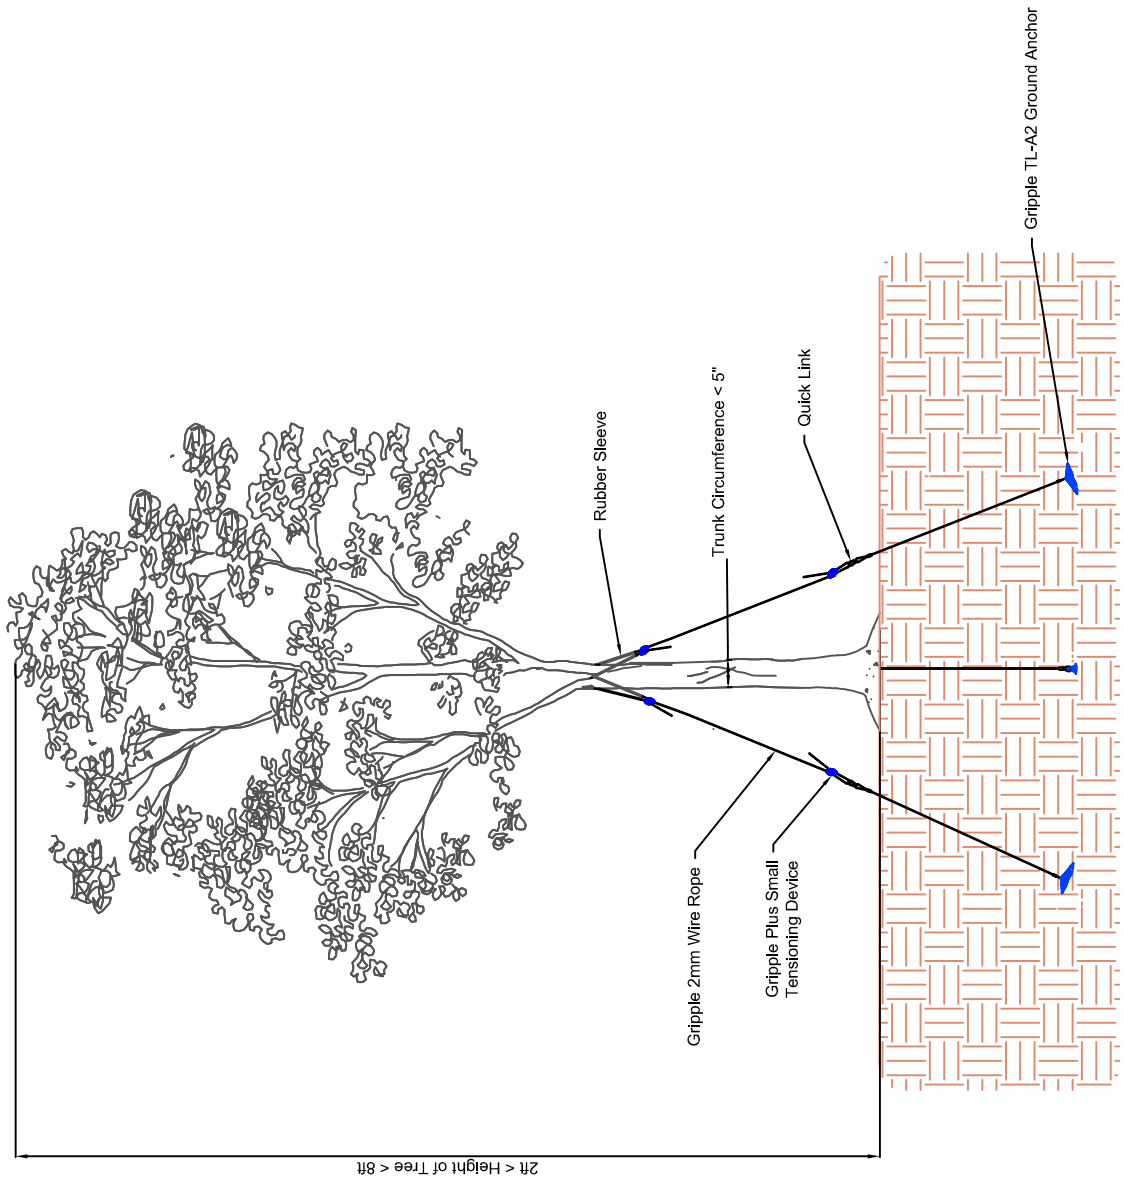 Gripple TL-A2 Ground Anchor
Quick Link
Trunk Circumference < 5"
Rubber Sleeve
Gripple 2mm Wire Rope
Gripple Plus Small
Tensioning Device
2ft < Height of Tree < 8ft